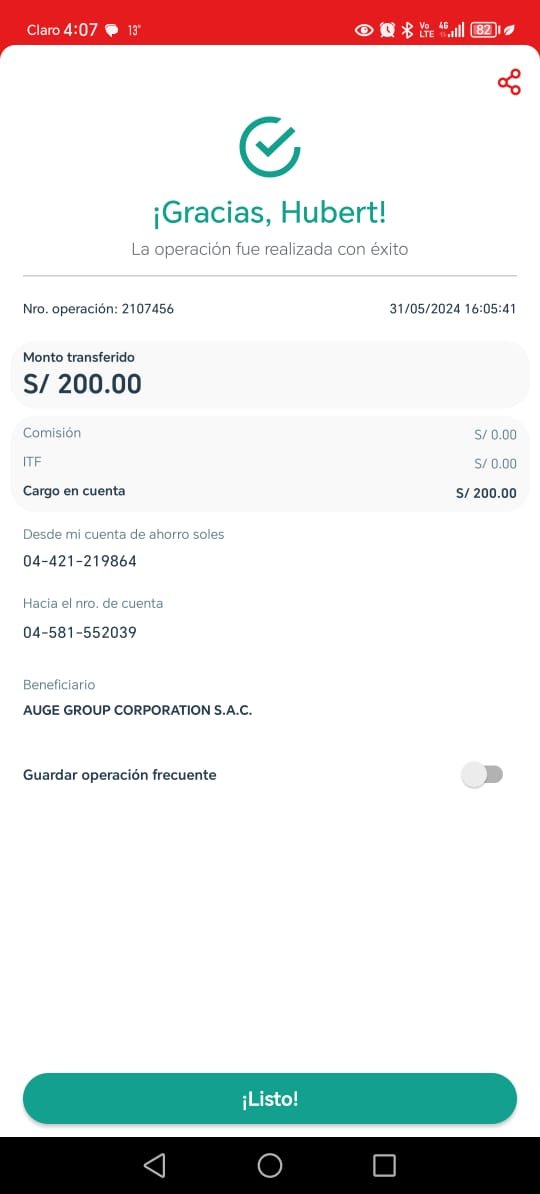 Claro 4:07 13°
Vo LTE 4G 82
¡Gracias, Hubert!
La operación fue realizada con éxito
Nro. operación: 2107456 31/05/2024 16:05:41
Monto transferido
S/ 200.00
Comisión S/ 0.00
ITF S/ 0.00
Cargo en cuenta S/ 200.00
Desde mi cuenta de ahorro soles
04-421-219864
Hacia el nro. de cuenta
04-581-552039
Beneficiario
AUGE GROUP CORPORATION S.A.C.
Guardar operación frecuente
¡Listo!